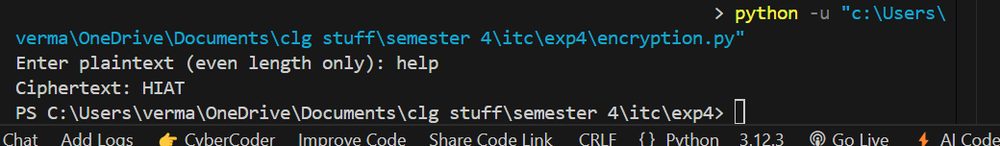 > python -u "c:\Users\
verma\OneDrive\Documents\clg stuff\semester 4\itc\exp4\encryption.py"
Enter plaintext (even length only): help
Ciphertext: HIAT
PS C:\Users\verma\OneDrive\Documents\clg stuff\semester 4\itc\exp4>
Chat Add Logs 👉 CyberCoder Improve Code Share Code Link CRLF {} Python 3.12.3 Go Live AI Code